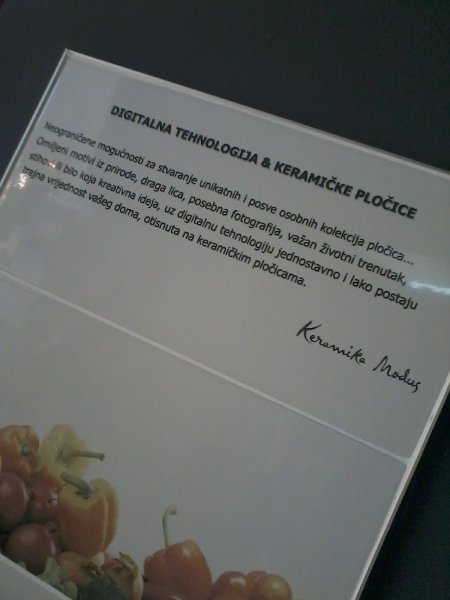 DIGITALNA TEHNOLOGIJA & KERAMIČKE PLOČICE
Neograničene mogućnosti za stvaranje unikatnih i posve osobnih kolekcija pločica...
Omiljeni motivi iz prirode, draga lica, posebna fotografija, važan životni trenutak,
stihovi ili bilo koja kreativna ideja, uz digitalnu tehnologiju jednostavno i lako postaju
trajna vrijednost vašeg doma, otisnuta na keramičkim pločicama.
Keramika Modus